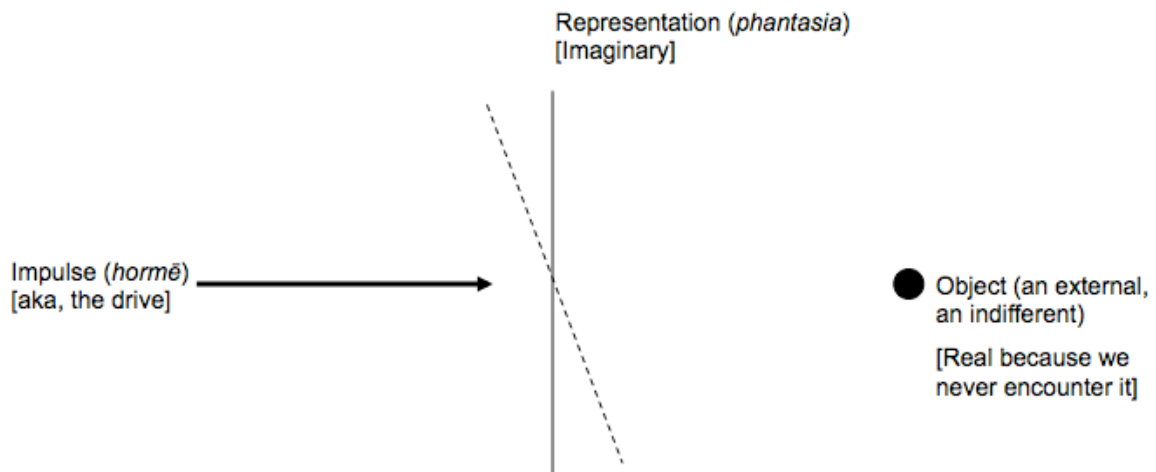 Representation (phantasia)
[Imaginary]
Impulse (hormē)
[aka, the drive]
Object (an external,
an indifferent)
[Real because we
never encounter it]